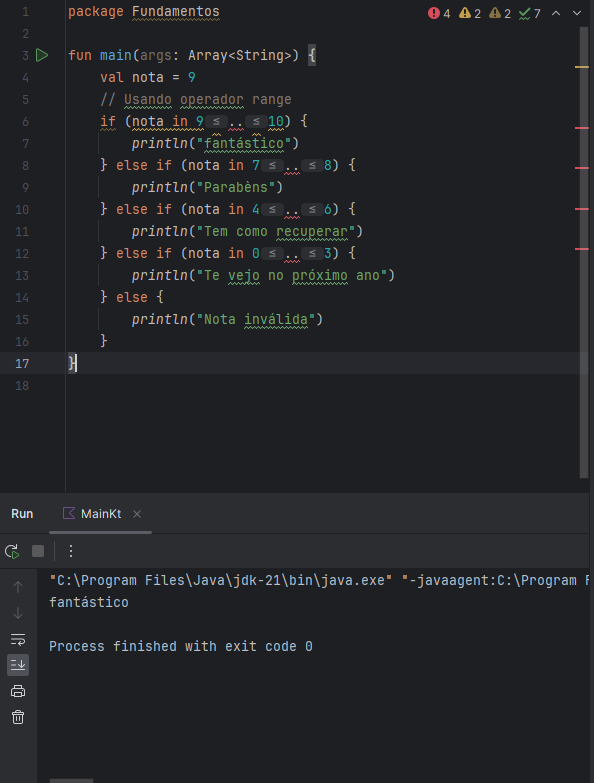 1 package Fundamentos
4 2 2 7
2
3 fun main(args: Array<String>) {
4 val nota = 9
5 // Usando operador range
6 if (nota in 9 ≤ .. ≤ 10) {
7 println("fantástico")
8 } else if (nota in 7 ≤ .. ≤ 8) {
9 println("Parabèns")
10 } else if (nota in 4 ≤ .. ≤ 6) {
11 println("Tem como recuperar")
12 } else if (nota in 0 ≤ .. ≤ 3) {
13 println("Te vejo no próximo ano")
14 } else {
15 println("Nota inválida")
16 }
17 }
18
Run MainKt
"C:\Program Files\Java\jdk-21\bin\java.exe" "-javaagent:C:\Program F
fantástico
Process finished with exit code 0